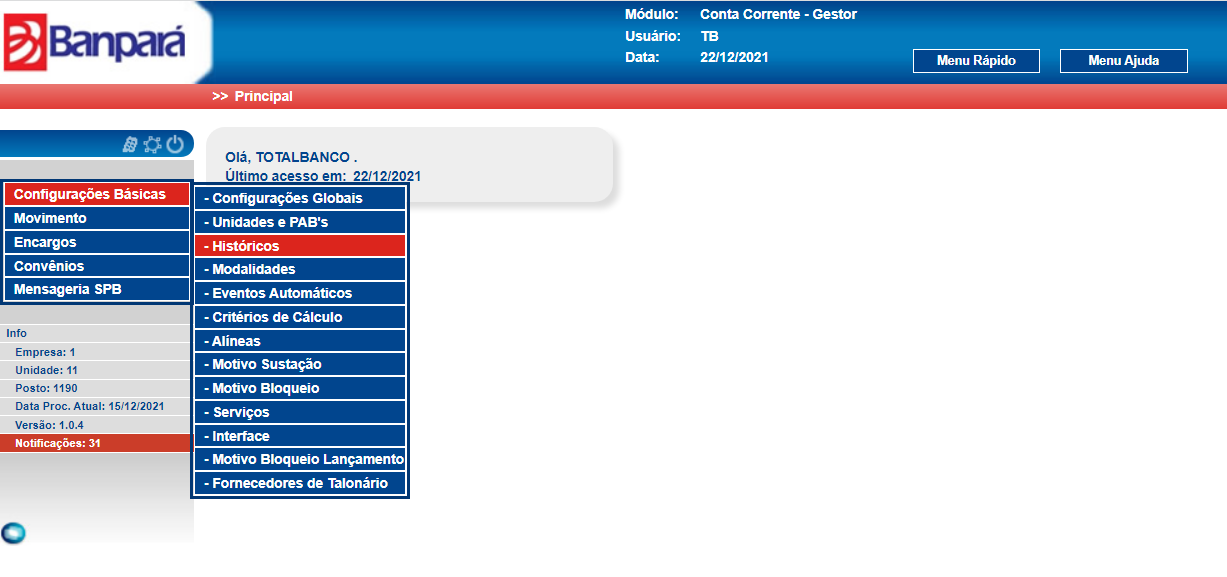 Banpará
Módulo: Conta Corrente - Gestor
Usuário: TB
Data: 22/12/2021
Menu Rápido
Menu Ajuda
>> Principal
Olá, TOTALBANCO .
Último acesso em: 22/12/2021
Configurações Básicas
Movimento
Encargos
Convênios
Mensageria SPB
- Configurações Globais
- Unidades e PAB's
- Históricos
- Modalidades
- Eventos Automáticos
- Critérios de Cálculo
- Alíneas
- Motivo Sustação
- Motivo Bloqueio
- Serviços
- Interface
- Motivo Bloqueio Lançamento
- Fornecedores de Talonário
Info
Empresa: 1
Unidade: 11
Posto: 1190
Data Proc. Atual: 15/12/2021
Versão: 1.0.4
Notificações: 31